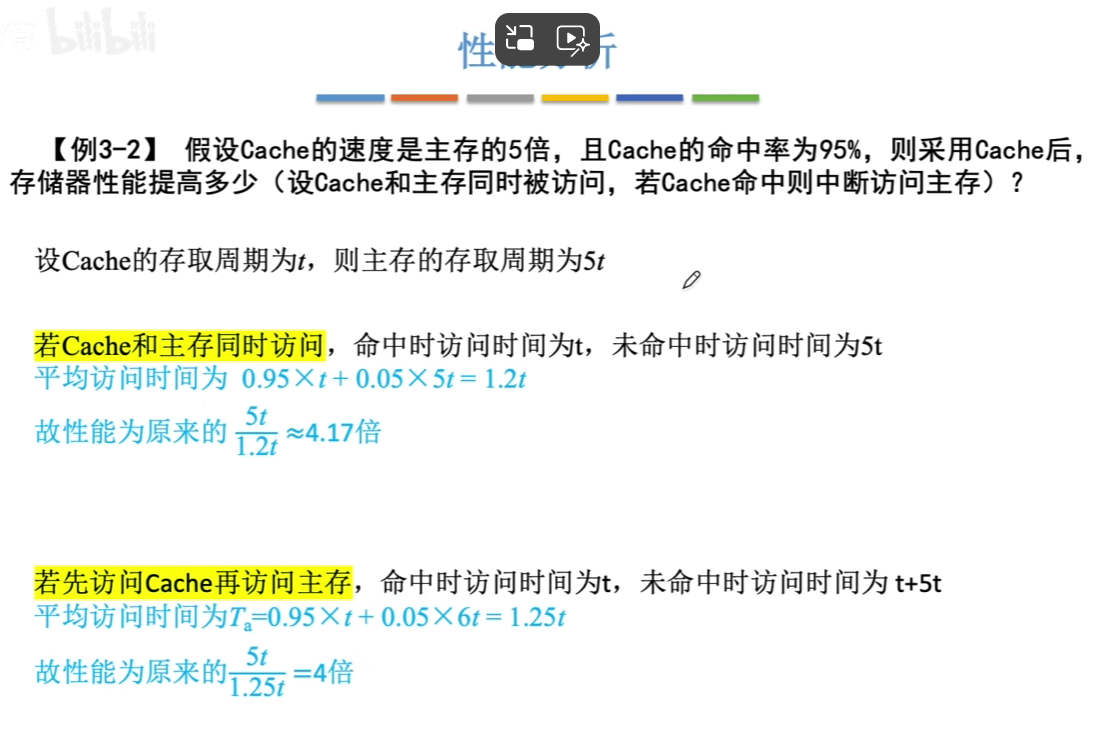 bilibili
性能分析
【例3-2】 假设Cache的速度是主存的5倍，且Cache的命中率为95%，则采用Cache后，
存储器性能提高多少（设Cache和主存同时被访问，若Cache命中则中断访问主存）？
设Cache的存取周期为t，则主存的存取周期为5t
若Cache和主存同时访问，命中时访问时间为t，未命中时访问时间为5t
平均访问时间为 0.95×t + 0.05×5t = 1.2t
故性能为原来的 5t/1.2t ≈4.17倍
若先访问Cache再访问主存，命中时访问时间为t，未命中时访问时间为 t+5t
平均访问时间为Ta=0.95×t + 0.05×6t = 1.25t
故性能为原来的 5t/1.25t =4倍